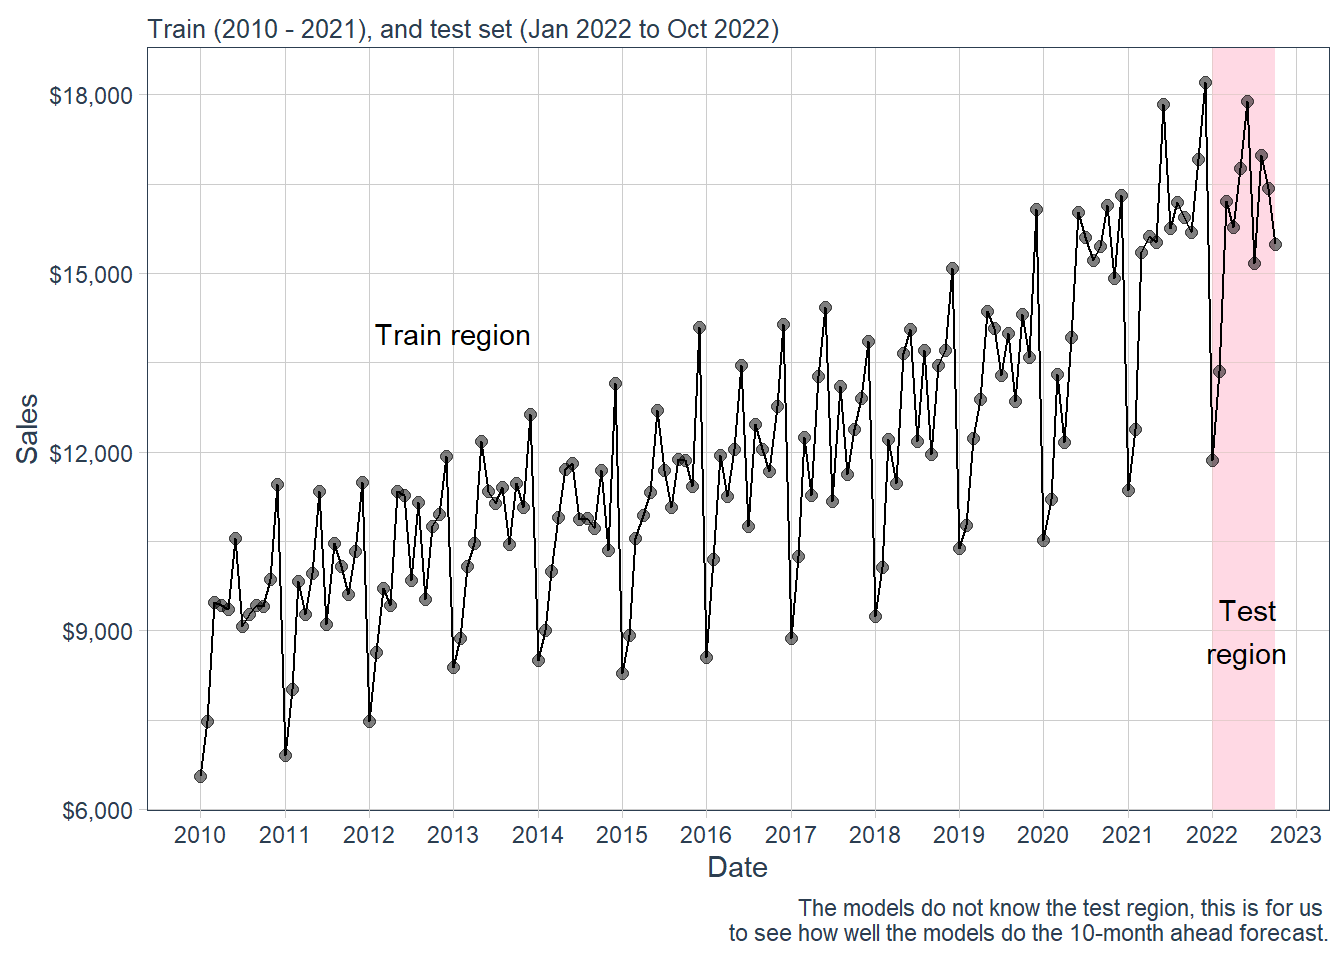 Train (2010 - 2021), and test set (Jan 2022 to Oct 2022)
$18,000
$15,000
$12,000
$9,000
$6,000
Sales
Train region
Test
region
2010 2011 2012 2013 2014 2015 2016 2017 2018 2019 2020 2021 2022 2023
Date
The models do not know the test region, this is for us
to see how well the models do the 10-month ahead forecast.